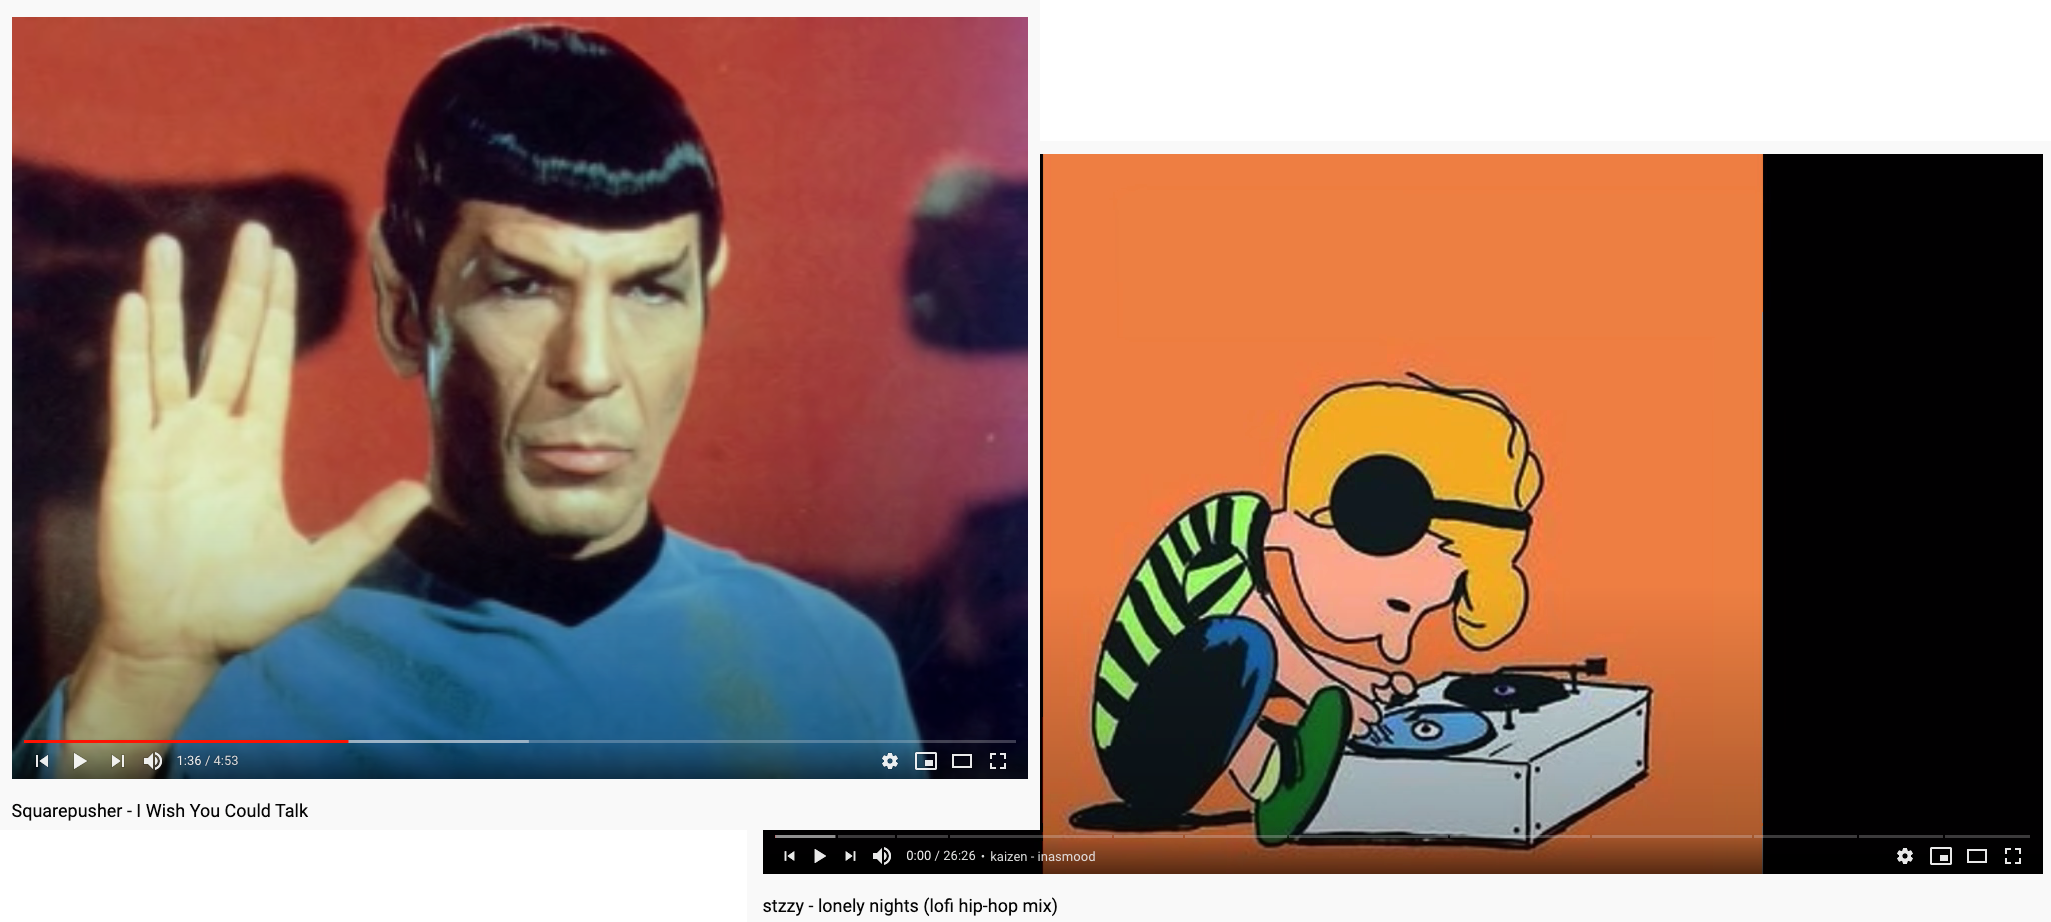 1:36 / 4:53
Squarepusher - I Wish You Could Talk
0:00 / 26:26 • kaizen - inasmood
stzzy - lonely nights (lofi hip-hop mix)